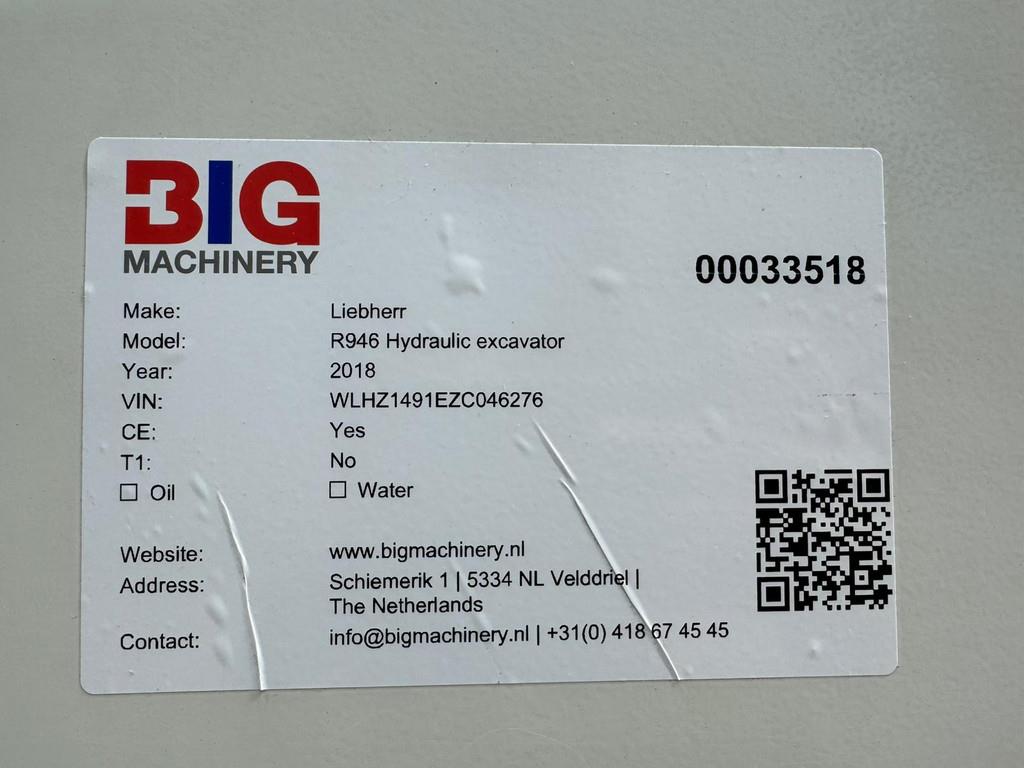 BIG
MACHINERY
00033518
Make: Liebherr
Model: R946 Hydraulic excavator
Year: 2018
VIN: WLHZ1491EZC046276
CE: Yes
T1: No
☐ Oil ☐ Water
Website: www.bigmachinery.nl
Address: Schiemerik 1 | 5334 NL Velddriel |
The Netherlands
Contact: info@bigmachinery.nl | +31(0) 418 67 45 45